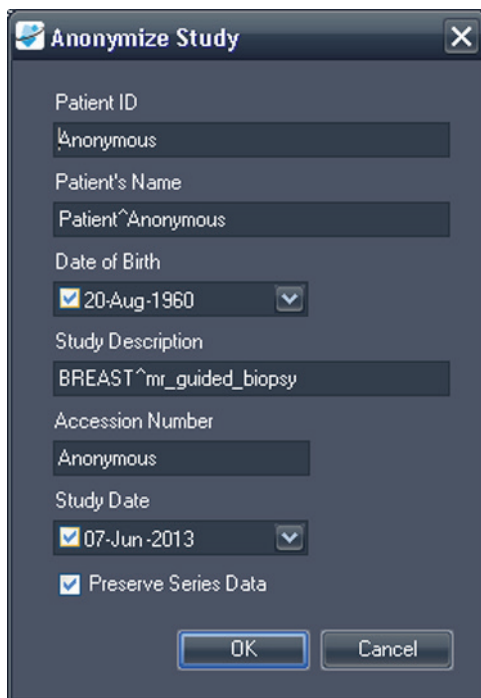 Anonymize Study
Patient ID
Anonymous
Patient's Name
Patient^Anonymous
Date of Birth
20-Aug-1960
Study Description
BREAST^mr_guided_biopsy
Accession Number
Anonymous
Study Date
07-Jun-2013
Preserve Series Data
OK Cancel